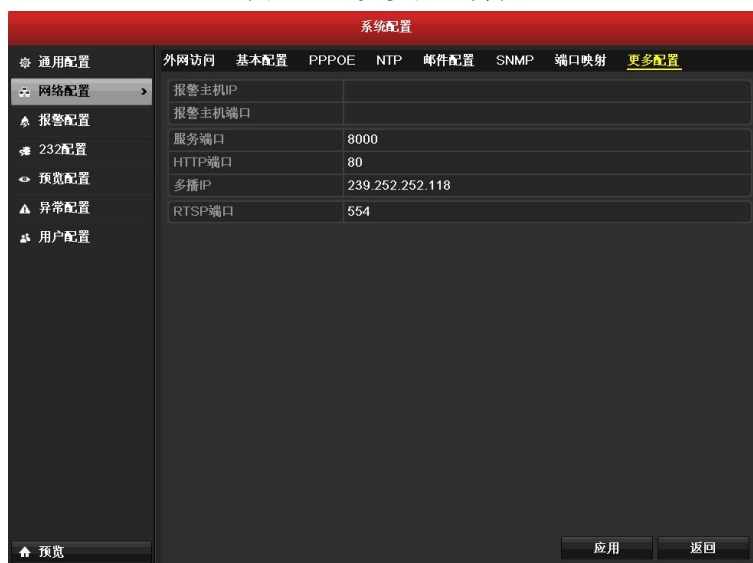 系统配置
通用配置
网络配置
报警配置
232配置
预览配置
异常配置
用户配置
预览
外网访问 基本配置 PPPOE NTP 邮件配置 SNMP 端口映射 更多配置
报警主机IP
报警主机端口
服务端口 8000
HTTP端口 80
多播IP 239.252.252.118
RTSP端口 554
应用 返回